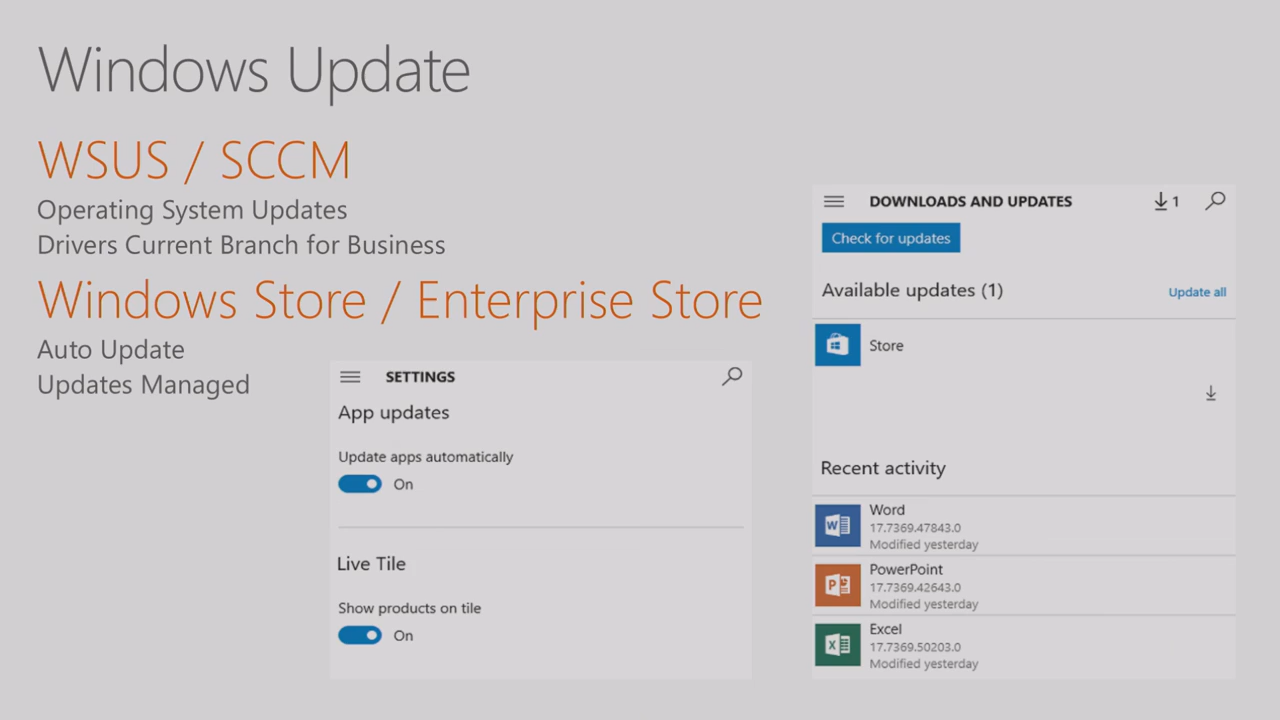 Windows Update
WSUS / SCCM
Operating System Updates
Drivers Current Branch for Business
Windows Store / Enterprise Store
Auto Update
Updates Managed
SETTINGS
App updates
Update apps automatically
On
Live Tile
Show products on tile
On
DOWNLOADS AND UPDATES
1
Check for updates
Available updates (1)
Update all
Store
Recent activity
Word
17.7369.47843.0
Modified yesterday
PowerPoint
17.7369.42643.0
Modified yesterday
Excel
17.7369.50203.0
Modified yesterday